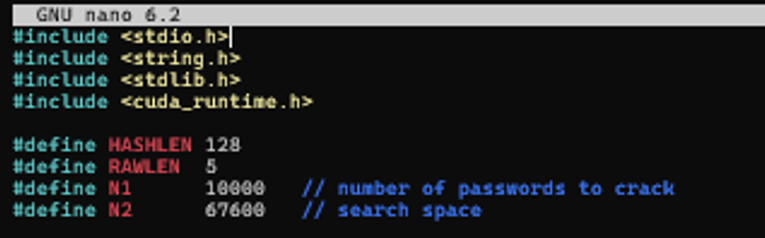 GNU nano 6.2
#include <stdio.h>
#include <string.h>
#include <stdlib.h>
#include <cuda_runtime.h>
#define HASHLEN 128
#define RAWLEN 5
#define N1 10000 // number of passwords to crack
#define N2 67600 // search space